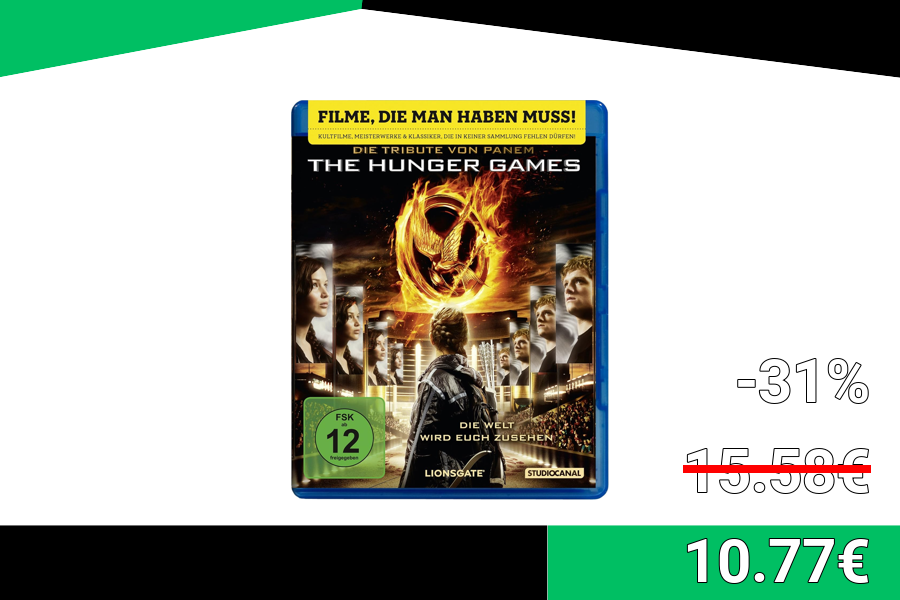 FILME, DIE MAN HABEN MUSS!
KULTFILME, MEISTERWERKE & KLASSIKER, DIE IN KEINER SAMMLUNG FEHLEN DÜRFEN!
DIE TRIBUTE VON PANEM -
THE HUNGER GAMES
FSK
ab
12
freigegeben
DIE WELT
WIRD EUCH ZUSEHEN
LIONSGATE
STUDIOCANAL
-31%
15.58€
10.77€